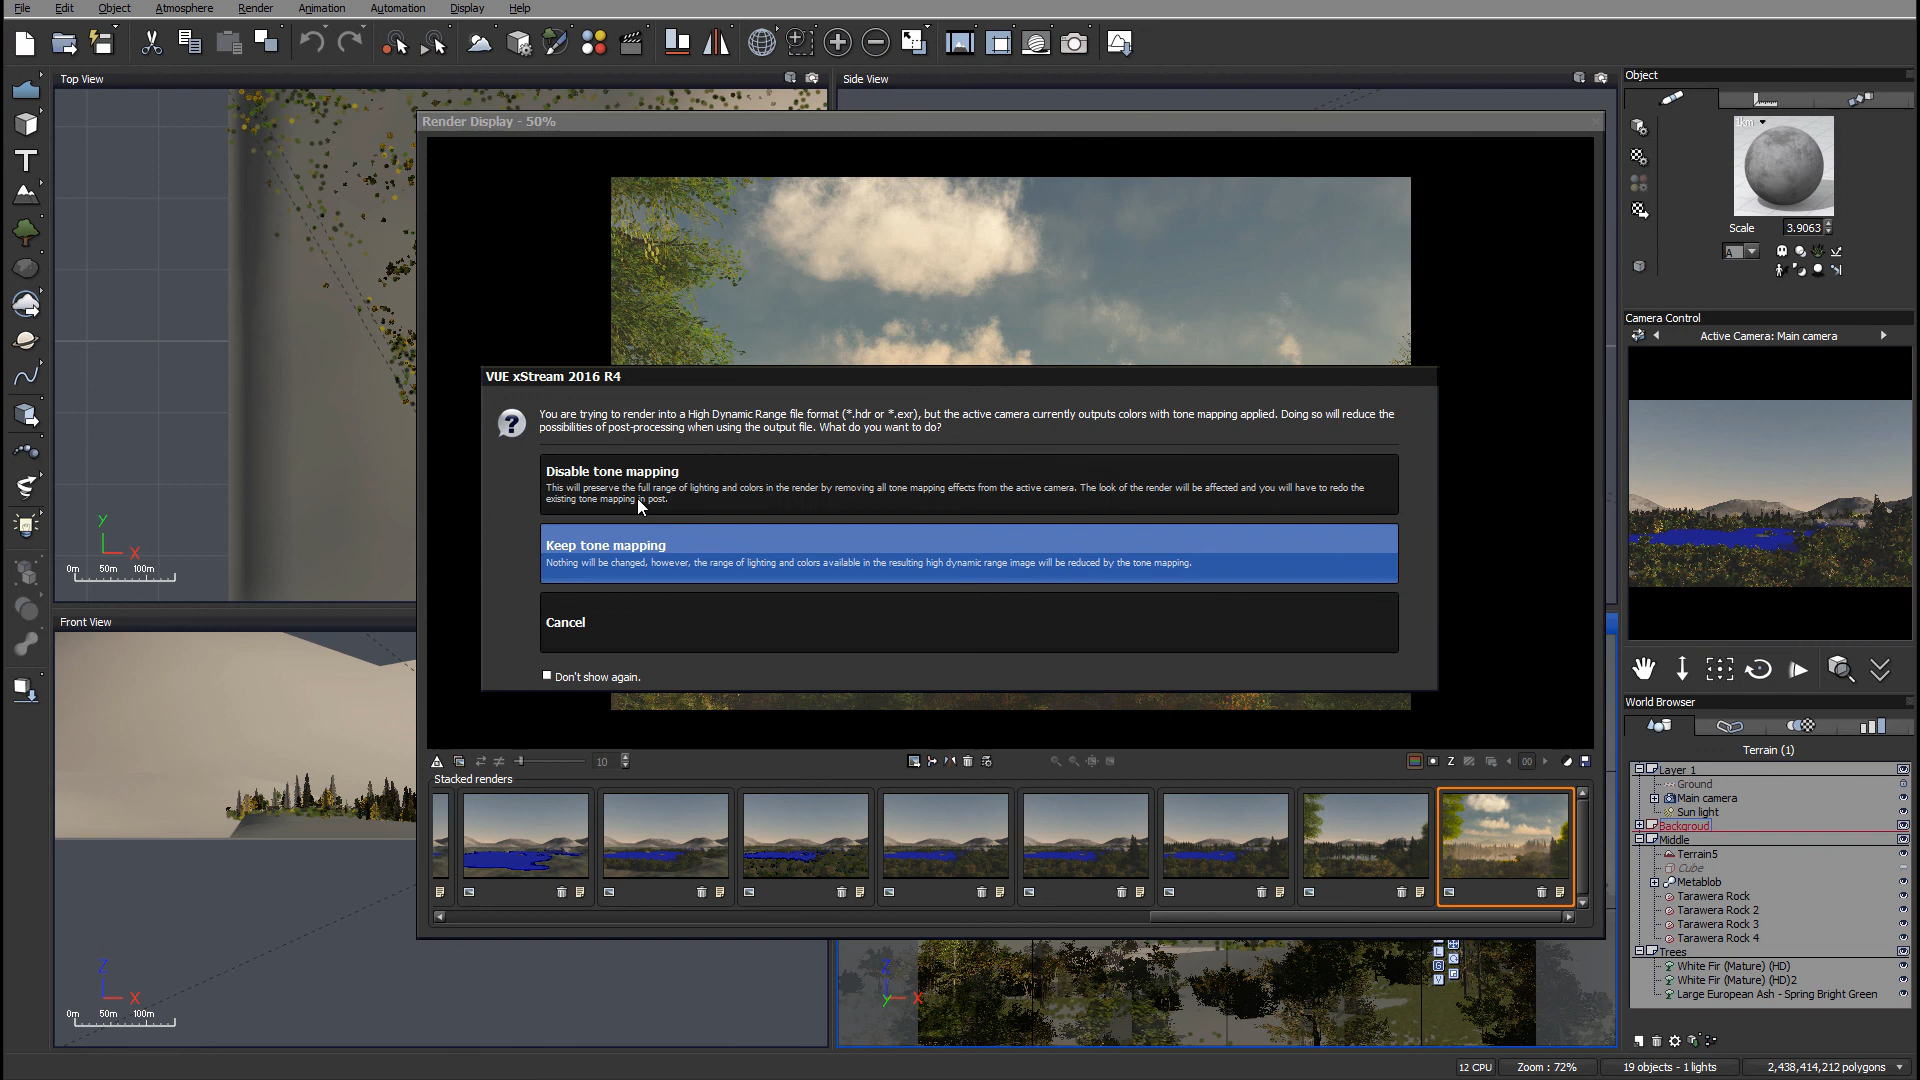 File Edit Object Atmosphere Render Animation Automation Display Help
Top View
Side View
Object
Render Display - 50%
1km
Scale 3.9063
A
Camera Control
Active Camera: Main camera
VUE xStream 2016 R4
You are trying to render into a High Dynamic Range file format (*.hdr or *.exr), but the active camera currently outputs colors with tone mapping applied. Doing so will reduce the
possibilities of post-processing when using the output file. What do you want to do?
Disable tone mapping
This will preserve the full range of lighting and colors in the render by removing all tone mapping effects from the active camera. The look of the render will be affected and you will have to redo the
existing tone mapping in post.
Keep tone mapping
Nothing will be changed, however, the range of lighting and colors available in the resulting high dynamic range image will be reduced by the tone mapping.
Cancel
Don't show again.
Y
X
0m 50m 100m
Front View
World Browser
Terrain (1)
10
Z
00
Stacked renders
Layer 1
Ground
Main camera
Sun light
Backgroud
Middle
Terrain5
Cube
Metablob
Tarawera Rock
Tarawera Rock 2
Tarawera Rock 3
Tarawera Rock 4
Trees
White Fir (Mature) (HD)
White Fir (Mature) (HD)2
Large European Ash - Spring Bright Green
Z
X
0m 50m 100m
Z
Y
X
L
G
V
12 CPU
Zoom : 72%
19 objects - 1 lights
2,438,414,212 polygons